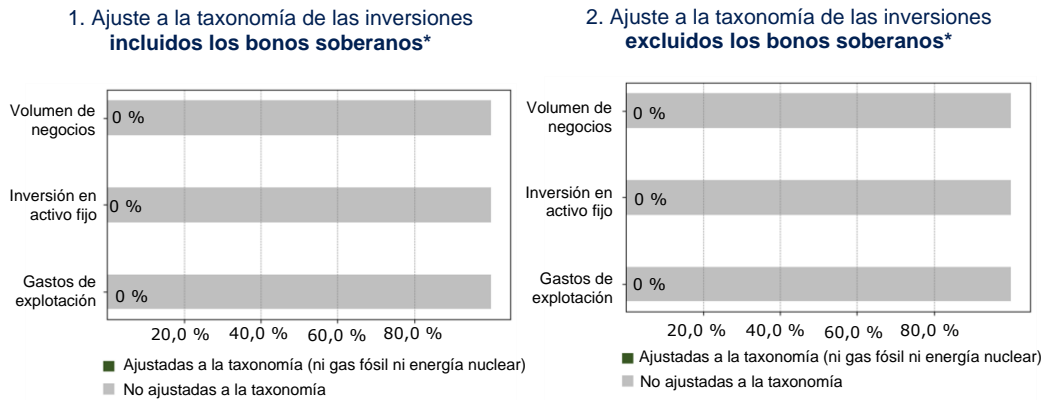 1. Ajuste a la taxonomía de las inversiones
incluidos los bonos soberanos*
Volumen de
negocios
0 %
Inversión en
activo fijo
0 %
Gastos de
explotación
0 %
20,0 %
40,0 %
60,0 %
80,0 %
Ajustadas a la taxonomía (ni gas fósil ni energía nuclear)
No ajustadas a la taxonomía
2. Ajuste a la taxonomía de las inversiones
excluidos los bonos soberanos*
Volumen de
negocios
0 %
Inversión en
activo fijo
0 %
Gastos de
explotación
0 %
20,0 %
40,0 %
60,0 %
80,0 %
Ajustadas a la taxonomía (ni gas fósil ni energía nuclear)
No ajustadas a la taxonomía